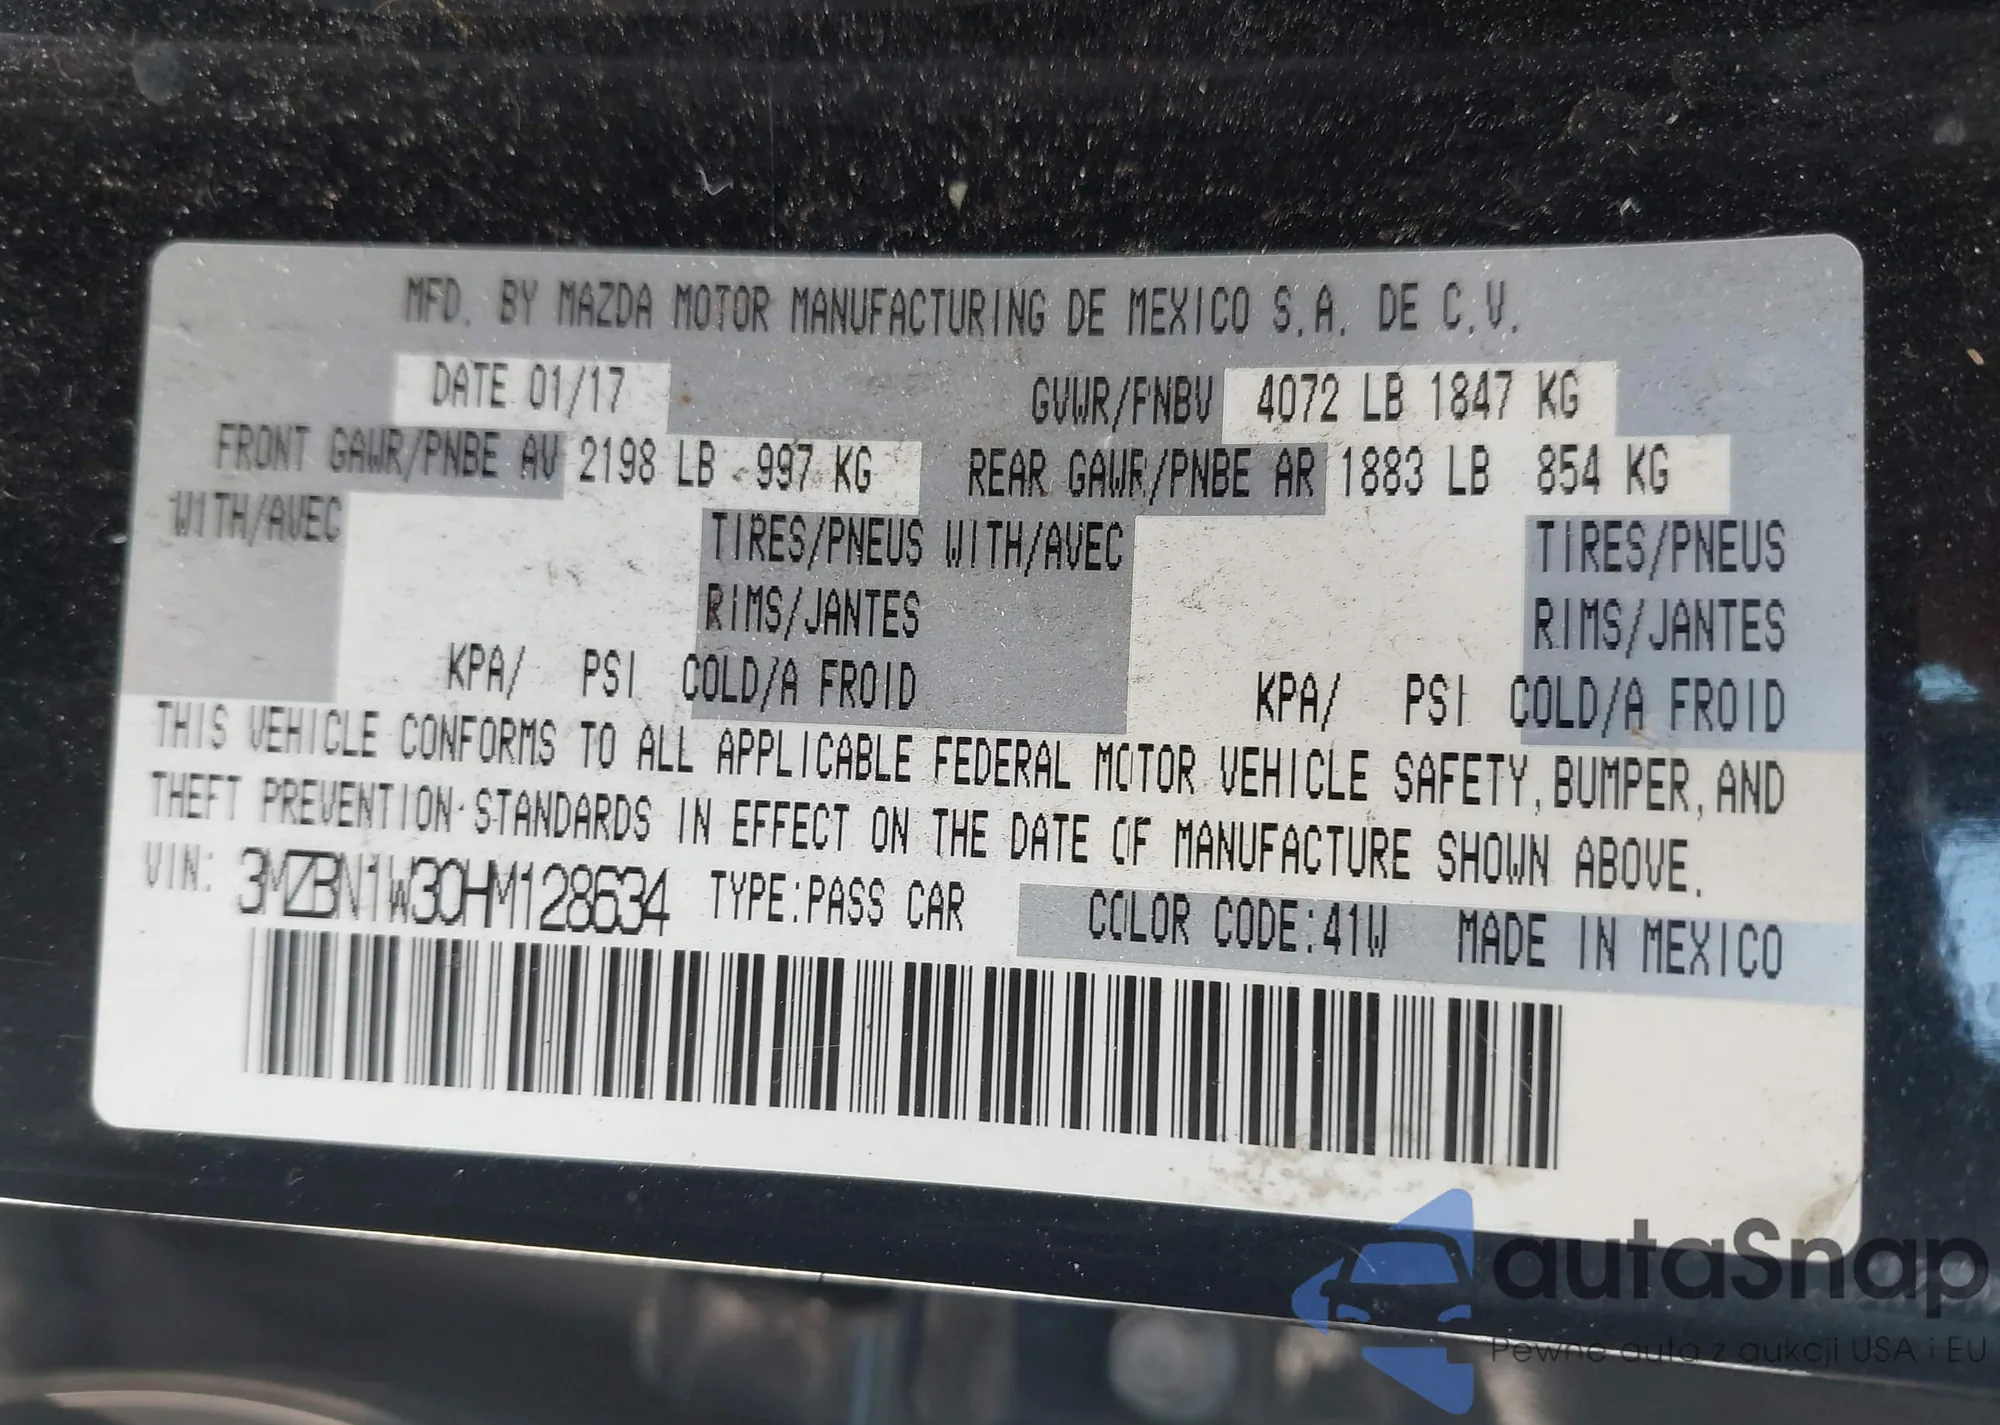 MFD. BY MAZDA MOTOR MANUFACTURING DE MEXICO S.A. DE C.V.
DATE 01/17 GVWR/PNBV 4072 LB 1847 KG
FRONT GAWR/PNBE AV 2198 LB 997 KG REAR GAWR/PNBE AR 1883 LB 854 KG
WITH/AVEC TIRES/PNEUS WITH/AVEC TIRES/PNEUS
RIMS/JANTES RIMS/JANTES
KPA/ PSI COLD/A FROID KPA/ PSI COLD/A FROID
THIS VEHICLE CONFORMS TO ALL APPLICABLE FEDERAL MOTOR VEHICLE SAFETY, BUMPER, AND
THEFT PREVENTION STANDARDS IN EFFECT ON THE DATE OF MANUFACTURE SHOWN ABOVE.
VIN: 3MZBN1W30HM128634 TYPE:PASS CAR COLOR CODE:41W MADE IN MEXICO
autaSnap
Pewne auta z aukcji USA i EU